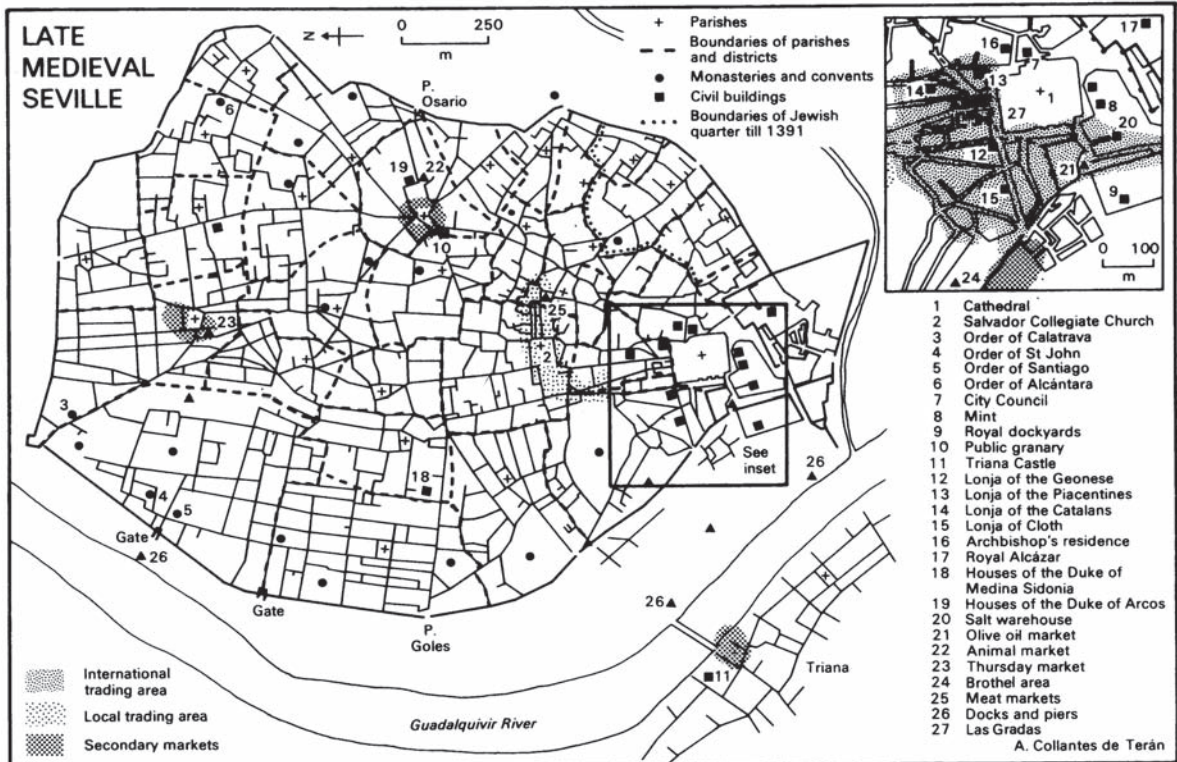 LATE
MEDIEVAL
SEVILLE
N
0 250
m
+ Parishes
Boundaries of parishes
and districts
Monasteries and convents
Civil buildings
Boundaries of Jewish
quarter till 1391
P.
Osario
6
19
22
10
25
2
23
3
4
5
18
Gate
26
Gate
P.
Goles
See
inset
26
26
11
Triana
Guadalquivir River
International
trading area
Local trading area
Secondary markets
17
16
7
13
14
1
8
27
20
12
21
15
9
24
0 100
m
1 Cathedral
2 Salvador Collegiate Church
3 Order of Calatrava
4 Order of St John
5 Order of Santiago
6 Order of Alcántara
7 City Council
8 Mint
9 Royal dockyards
10 Public granary
11 Triana Castle
12 Lonja of the Geonese
13 Lonja of the Piacentines
14 Lonja of the Catalans
15 Lonja of Cloth
16 Archbishop's residence
17 Royal Alcázar
18 Houses of the Duke of
Medina Sidonia
19 Houses of the Duke of Arcos
20 Salt warehouse
21 Olive oil market
22 Animal market
23 Thursday market
24 Brothel area
25 Meat markets
26 Docks and piers
27 Las Gradas
A. Collantes de Terán